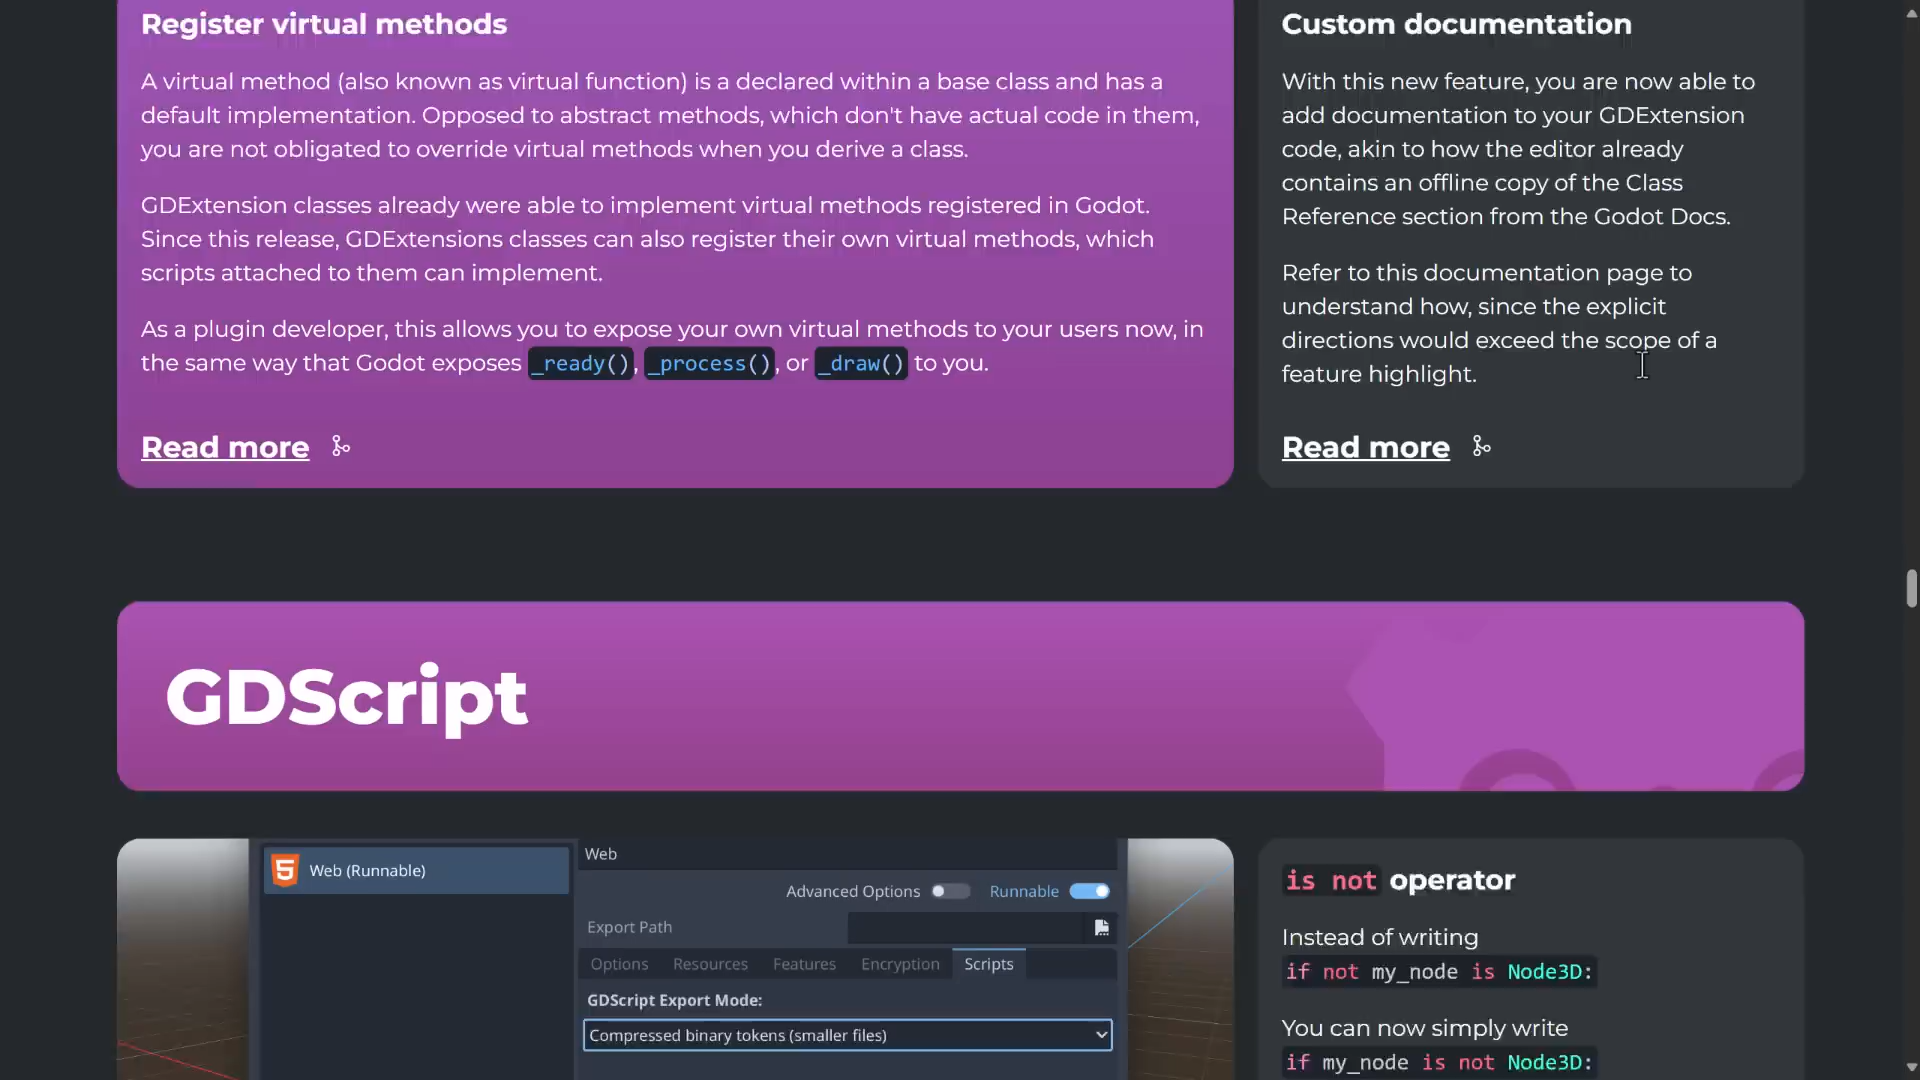 Register virtual methods
A virtual method (also known as virtual function) is a declared within a base class and has a
default implementation. Opposed to abstract methods, which don't have actual code in them,
you are not obligated to override virtual methods when you derive a class.
GDExtension classes already were able to implement virtual methods registered in Godot.
Since this release, GDExtensions classes can also register their own virtual methods, which
scripts attached to them can implement.
As a plugin developer, this allows you to expose your own virtual methods to your users now, in
the same way that Godot exposes _ready(), _process(), or _draw() to you.
Read more
Custom documentation
With this new feature, you are now able to
add documentation to your GDExtension
code, akin to how the editor already
contains an offline copy of the Class
Reference section from the Godot Docs.
Refer to this documentation page to
understand how, since the explicit
directions would exceed the scope of a
feature highlight.
Read more
GDScript
Web (Runnable)
Web
Advanced Options
Runnable
Export Path
Options Resources Features Encryption Scripts
GDScript Export Mode:
Compressed binary tokens (smaller files)
is not operator
Instead of writing
if not my_node is Node3D:
You can now simply write
if my_node is not Node3D: